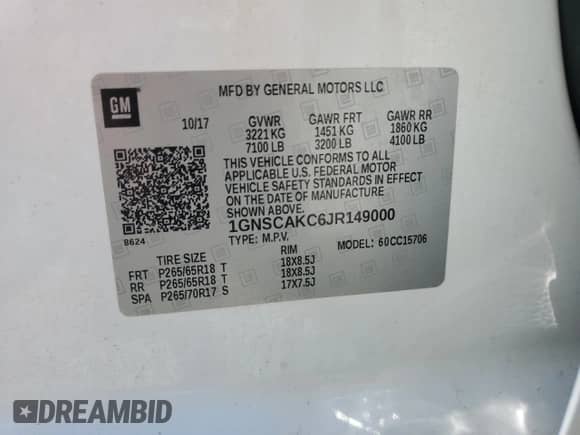 GM
MFD BY GENERAL MOTORS LLC
10/17 GVWR GAWR FRT GAWR RR
3221 KG 1451 KG 1860 KG
7100 LB 3200 LB 4100 LB
THIS VEHICLE CONFORMS TO ALL
APPLICABLE U.S. FEDERAL MOTOR
VEHICLE SAFETY STANDARDS IN EFFECT
ON THE DATE OF MANUFACTURE
SHOWN ABOVE.
1GNSCAKC6JR149000
8624 TYPE: M.P.V. MODEL: 60CC15706
TIRE SIZE RIM
FRT P265/65R18 T 18X8.5J
RR P265/65R18 T 18X8.5J
SPA P265/70R17 S 17X7.5J
DREAMBID